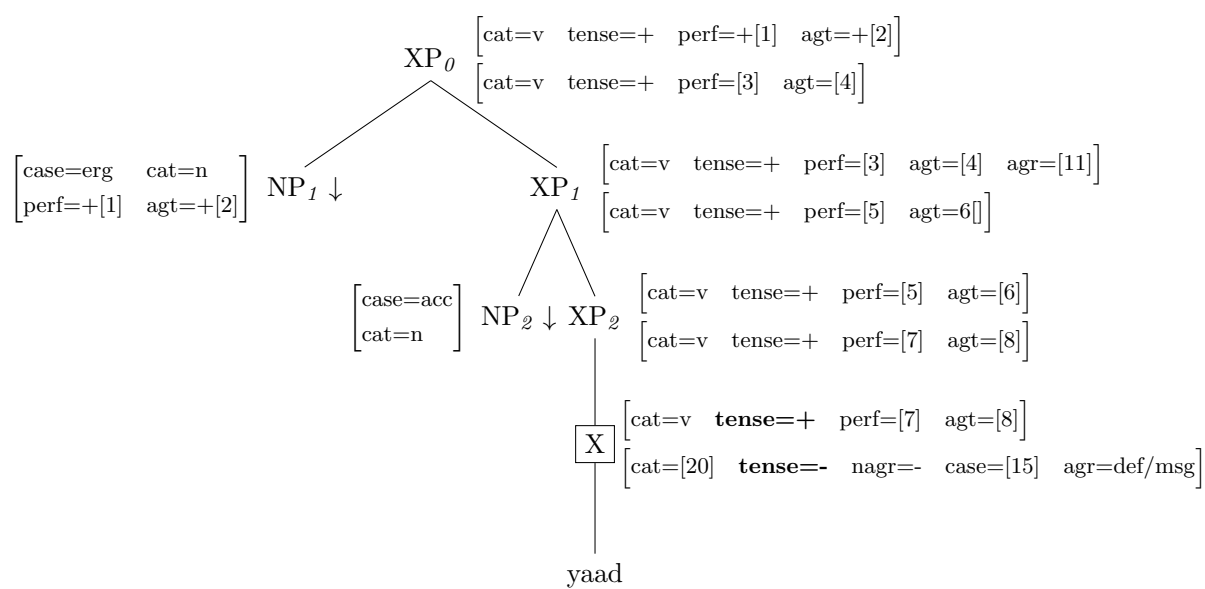 [cat=v tense=+ perf=+[1] agt=+[2]]
XP0
[cat=v tense=+ perf=[3] agt=[4]]
[cat=v tense=+ perf=[3] agt=[4] agr=[11]]
[case=erg cat=n
perf=+[1] agt=+[2]]
NP1 ↓
XP1
[cat=v tense=+ perf=[5] agt=6[]]
[case=acc
cat=n]
NP2 ↓
XP2
[cat=v tense=+ perf=[5] agt=[6]]
[cat=v tense=+ perf=[7] agt=[8]]
[cat=v tense=+ perf=[7] agt=[8]]
X
[cat=[20] tense=- nagr=- case=[15] agr=def/msg]
yaad